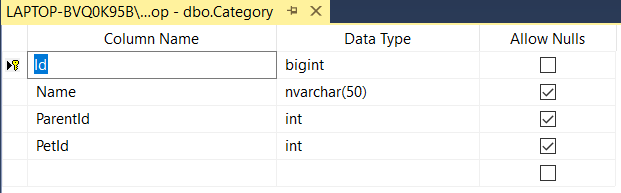 LAPTOP-BVQ0K95B\...op - dbo.Category
Column Name Data Type Allow Nulls
Id bigint
Name nvarchar(50)
ParentId int
PetId int